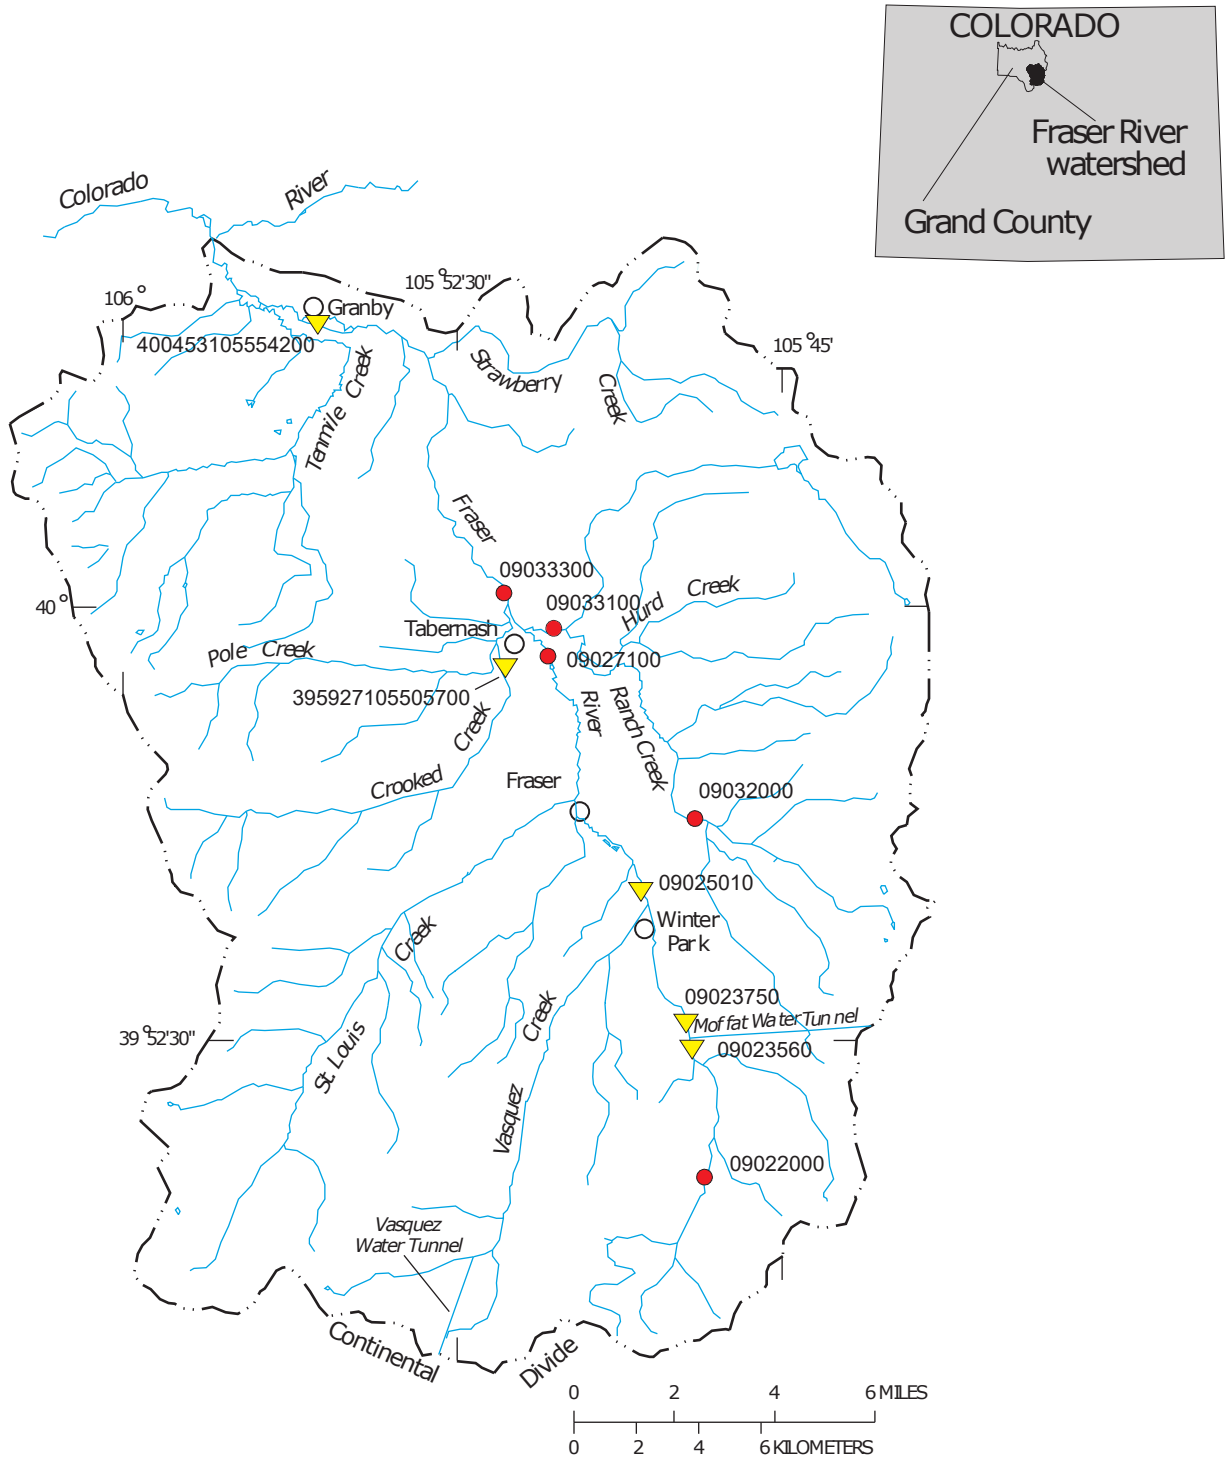 COLORADO
Fraser River
watershed
Grand County
Colorado
River
105°52'30"
106°
Granby
400453105554200
105°45'
Strawberry
Creek
Tenmile Creek
Fraser
09033300
09033100
Hurd Creek
40°
Tabernash
Pole Creek
09027100
395927105505700
River
Ranch Creek
Crooked Creek
Fraser
09032000
09025010
Winter
Park
St. Louis Creek
09023750
Moffat Water Tunnel
39°52'30"
09023560
Vasquez Creek
09022000
Vasquez
Water Tunnel
Continental
Divide
0 2 4 6 MILES
0 2 4 6 KILOMETERS